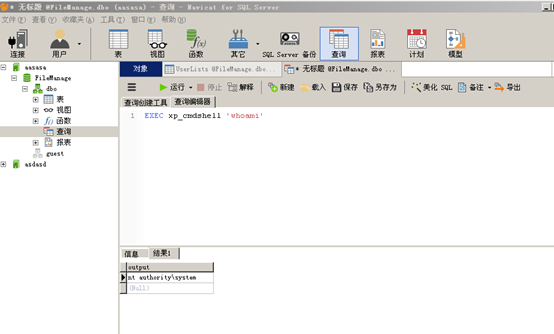 * 无标题 @FileManage.dbo (aasasa) - 查询 - Navicat for SQL Server
文件(F) 查看(V) 收藏夹(A) 工具(T) 窗口(W) 帮助(H)
连接 用户 表 视图 函数 其它 SQL Server 备份 查询 报表 计划 模型
aasasa
FileManage
dbo
表
视图
函数
查询
报表
guest
asdasd
对象 UserLists @FileManage.dbo... * 无标题 @FileManage.dbo ...
运行 停止 解释 新建 载入 保存 另存为 美化 SQL 备注 导出
查询创建工具 查询编辑器
1 EXEC xp_cmdshell 'whoami'
信息 结果1
output
nt authority\system
(Null)